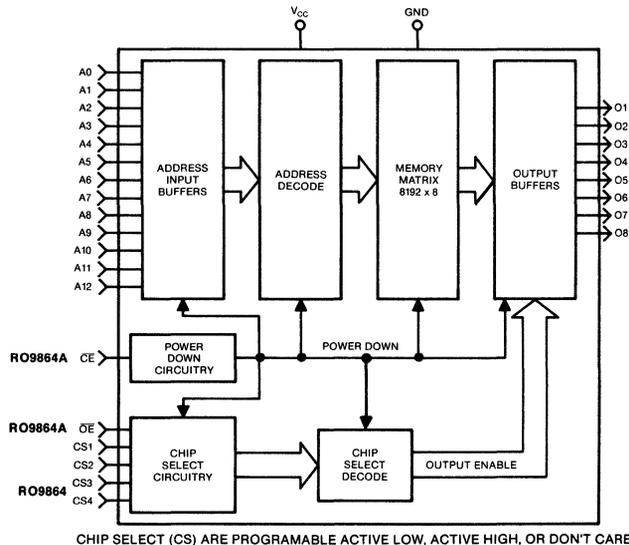 VCC
GND
A0
A1
A2
A3
A4
A5
A6
A7
A8
A9
A10
A11
A12
ADDRESS
INPUT
BUFFERS
ADDRESS
DECODE
MEMORY
MATRIX
8192 x 8
OUTPUT
BUFFERS
O1
O2
O3
O4
O5
O6
O7
O8
RO9864A CE
POWER
DOWN
CIRCUITRY
POWER DOWN
RO9864A OE
CS1
CS2
CS3
RO9864
CS4
CHIP
SELECT
CIRCUITRY
CHIP
SELECT
DECODE
OUTPUT ENABLE
CHIP SELECT (CS) ARE PROGRAMABLE ACTIVE LOW, ACTIVE HIGH, OR DON'T CARE